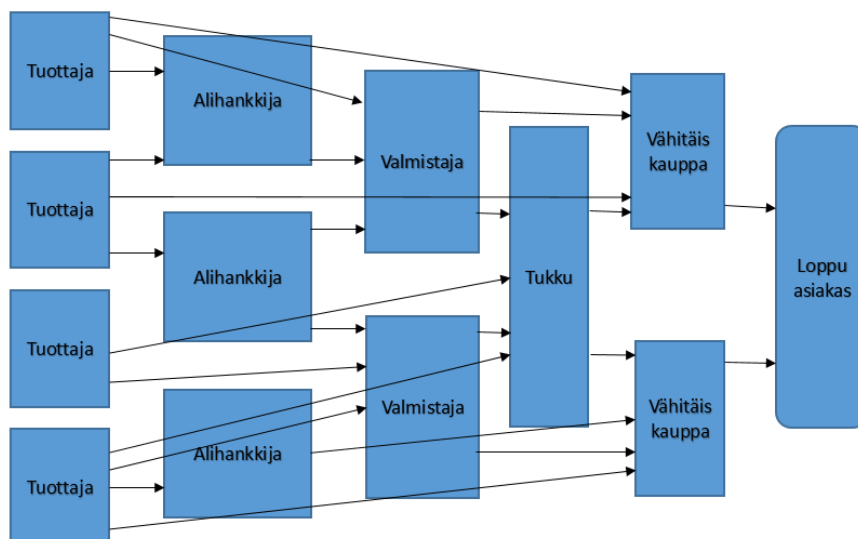 Tuottaja
Tuottaja
Tuottaja
Tuottaja
Alihankkija
Alihankkija
Alihankkija
Valmistaja
Valmistaja
Tukku
Vähitäis
kauppa
Vähitäis
kauppa
Loppu
asiakas